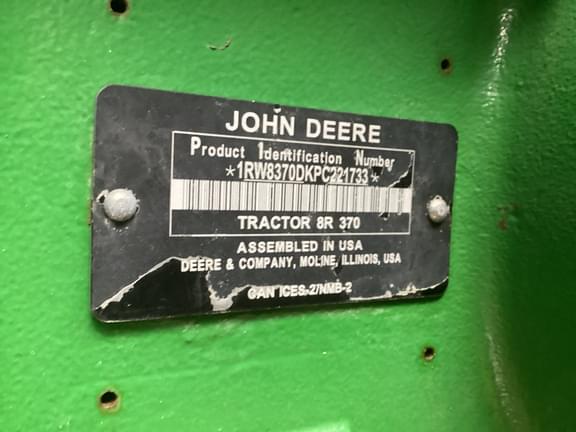 JOHN DEERE
Product Identification Number
*1RW8370DKPC221733*
TRACTOR 8R 370
ASSEMBLED IN USA
DEERE & COMPANY, MOLINE, ILLINOIS, USA
CAN ICES-2/NMB-2